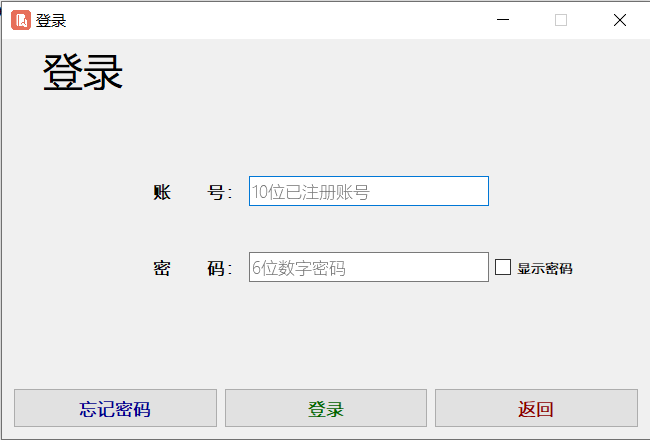 登录
登录
账 号：
10位已注册账号
密 码：
6位数字密码
显示密码
忘记密码
登录
返回